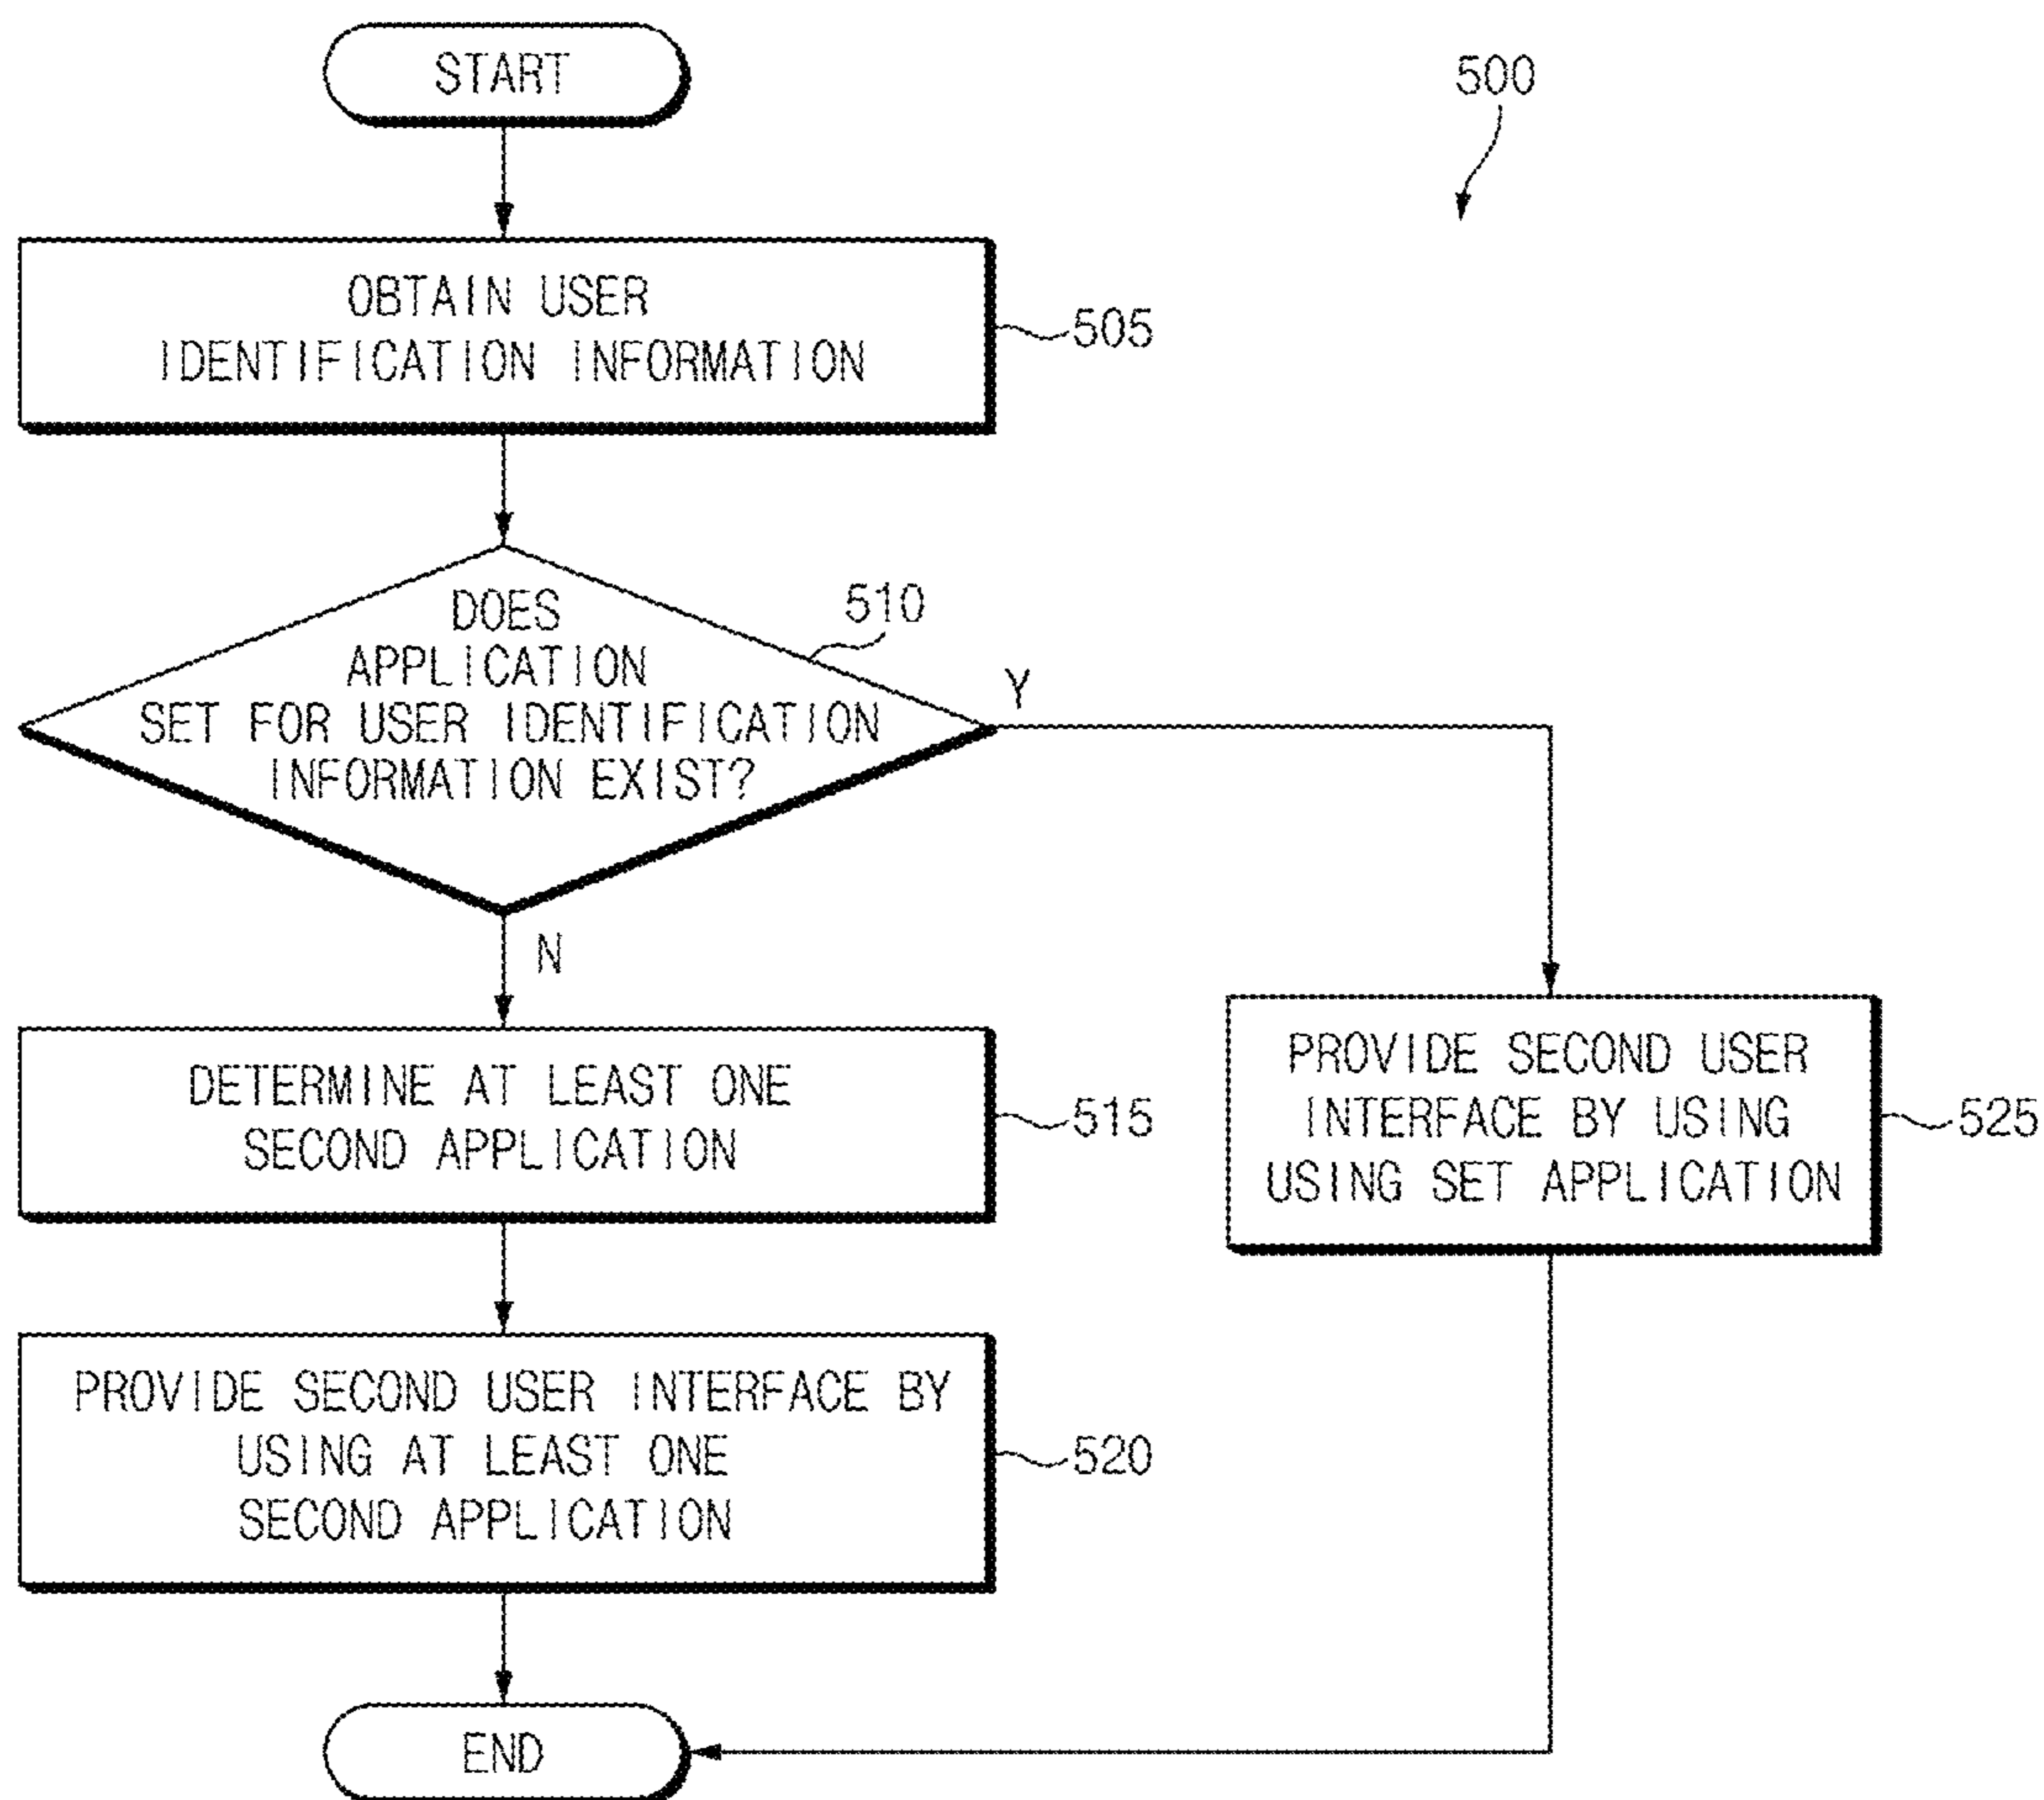 START
500
OBTAIN USER
IDENTIFICATION INFORMATION
505
DOES
APPLICATION
SET FOR USER IDENTIFICATION
INFORMATION EXIST?
510
Y
N
DETERMINE AT LEAST ONE
SECOND APPLICATION
515
PROVIDE SECOND USER
INTERFACE BY USING
USING SET APPLICATION
525
PROVIDE SECOND USER INTERFACE BY
USING AT LEAST ONE
SECOND APPLICATION
520
END